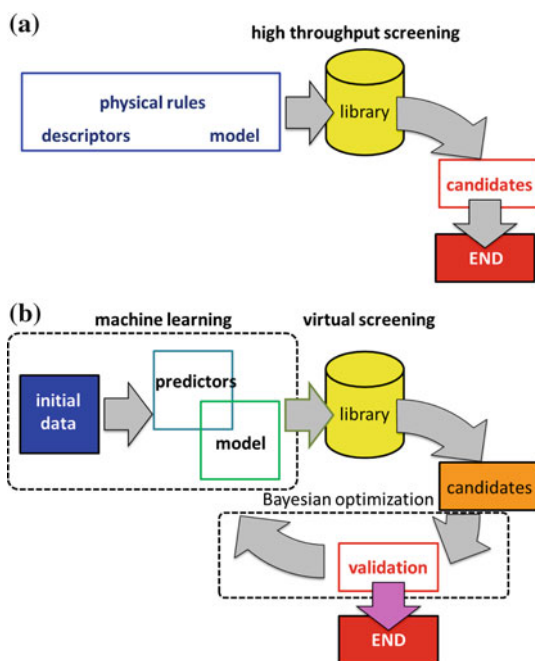 (a)
high throughput screening
physical rules
descriptors model
library
candidates
END
(b)
machine learning virtual screening
initial
data
predictors
model
library
candidates
Bayesian optimization
validation
END